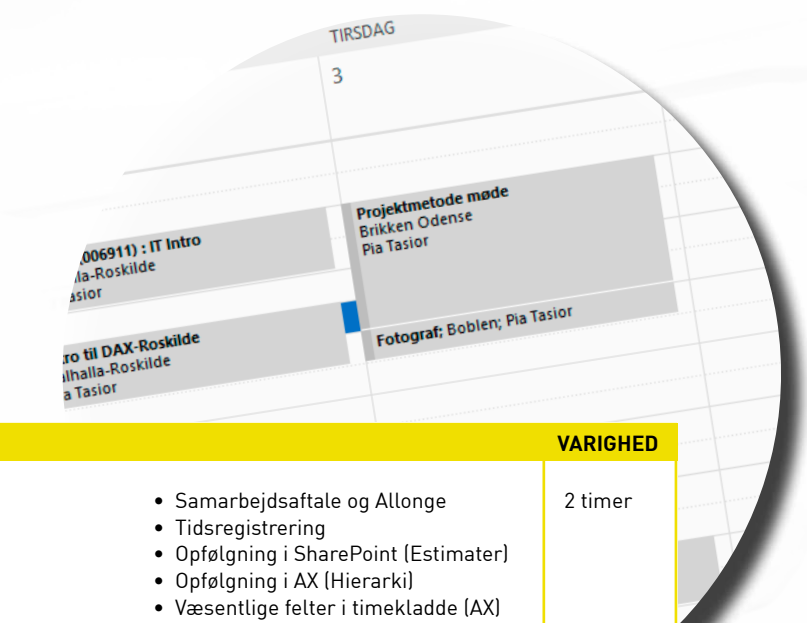 TIRSDAG
3
006911) : IT Intro
la-Roskilde
asior
Projektmetode møde
Brikken Odense
Pia Tasior
ro til DAX-Roskilde
lhalla-Roskilde
a Tasior
Fotograf; Boblen; Pia Tasior
VARIGHED
• Samarbejdsaftale og Allonge
2 timer
• Tidsregistrering
• Opfølgning i SharePoint (Estimater)
• Opfølgning i AX (Hierarki)
• Væsentlige felter i timekladde (AX)